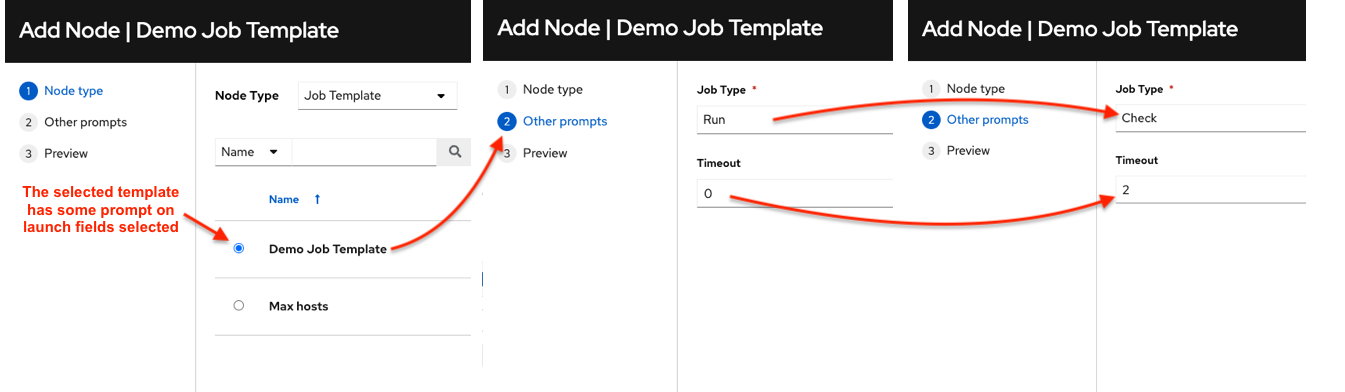 Add Node | Demo Job Template
1 Node type
2 Other prompts
3 Preview
Node Type Job Template
Name
Name ↑
The selected template
has some prompt on
launch fields selected
Demo Job Template
Max hosts
Add Node | Demo Job Template
1 Node type
2 Other prompts
3 Preview
Job Type *
Run
Timeout
0
Add Node | Demo Job Template
1 Node type
2 Other prompts
3 Preview
Job Type *
Check
Timeout
2